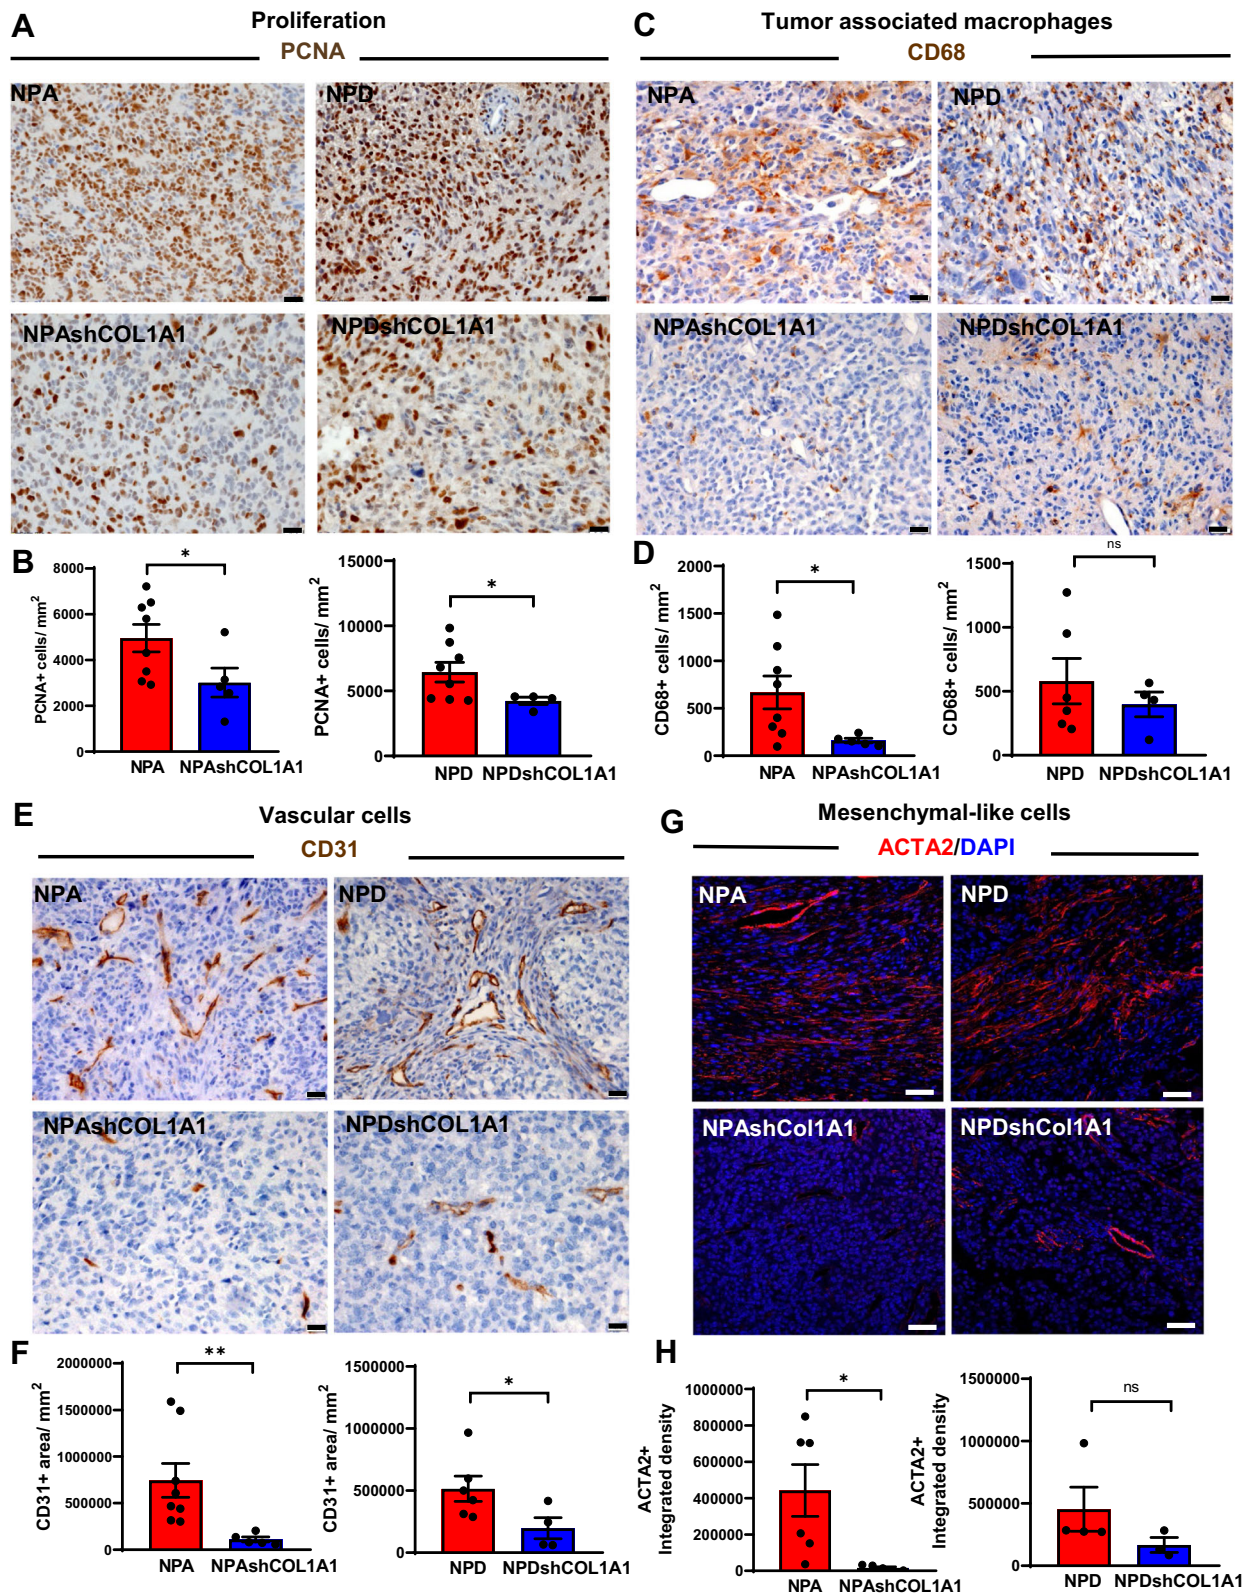 A
Proliferation
PCNA
NPA
NPD
NPAshCOL1A1
NPDshCOL1A1
B
PCNA+ cells/ mm2
8000
6000
4000
2000
0
*
NPA
NPAshCOL1A1
PCNA+ cells/ mm2
15000
10000
5000
0
*
NPD
NPDshCOL1A1
C
Tumor associated macrophages
CD68
NPA
NPD
NPAshCOL1A1
NPDshCOL1A1
D
CD68+ cells/ mm2
2000
1500
1000
500
0
*
NPA
NPAshCOL1A1
CD68+ cells/ mm2
1500
1000
500
0
ns
NPD
NPDshCOL1A1
E
Vascular cells
CD31
NPA
NPD
NPAshCOL1A1
NPDshCOL1A1
F
CD31+ area/ mm2
2000000
1500000
1000000
500000
0
**
NPA
NPAshCOL1A1
CD31+ area/ mm2
1500000
1000000
500000
0
*
NPD
NPDshCOL1A1
G
Mesenchymal-like cells
ACTA2/DAPI
NPA
NPD
NPAshCol1A1
NPDshCol1A1
H
ACTA2+
Integrated density
1000000
800000
600000
400000
200000
0
*
NPA
NPAshCOL1A1
ACTA2+
Integrated density
1500000
1000000
500000
0
ns
NPD
NPDshCOL1A1